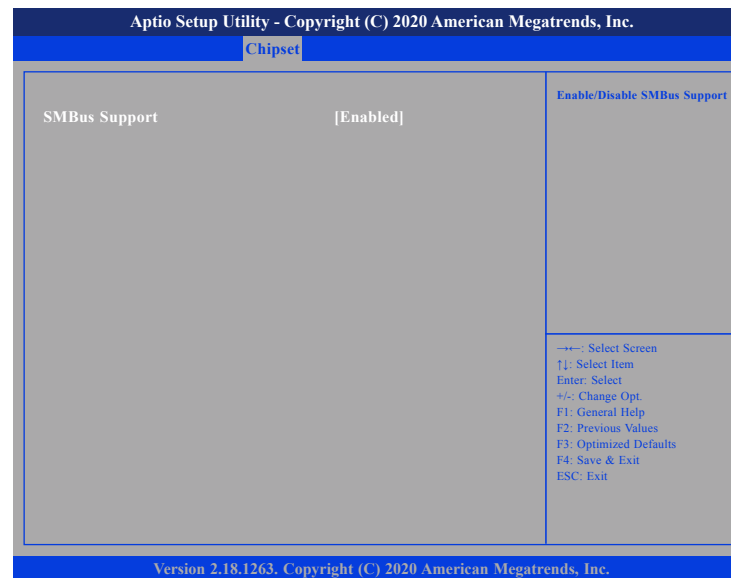 Aptio Setup Utility - Copyright (C) 2020 American Megatrends, Inc.
Chipset
SMBus Support [Enabled]
Enable/Disable SMBus Support
→←: Select Screen
↑↓: Select Item
Enter: Select
+/-: Change Opt.
F1: General Help
F2: Previous Values
F3: Optimized Defaults
F4: Save & Exit
ESC: Exit
Version 2.18.1263. Copyright (C) 2020 American Megatrends, Inc.